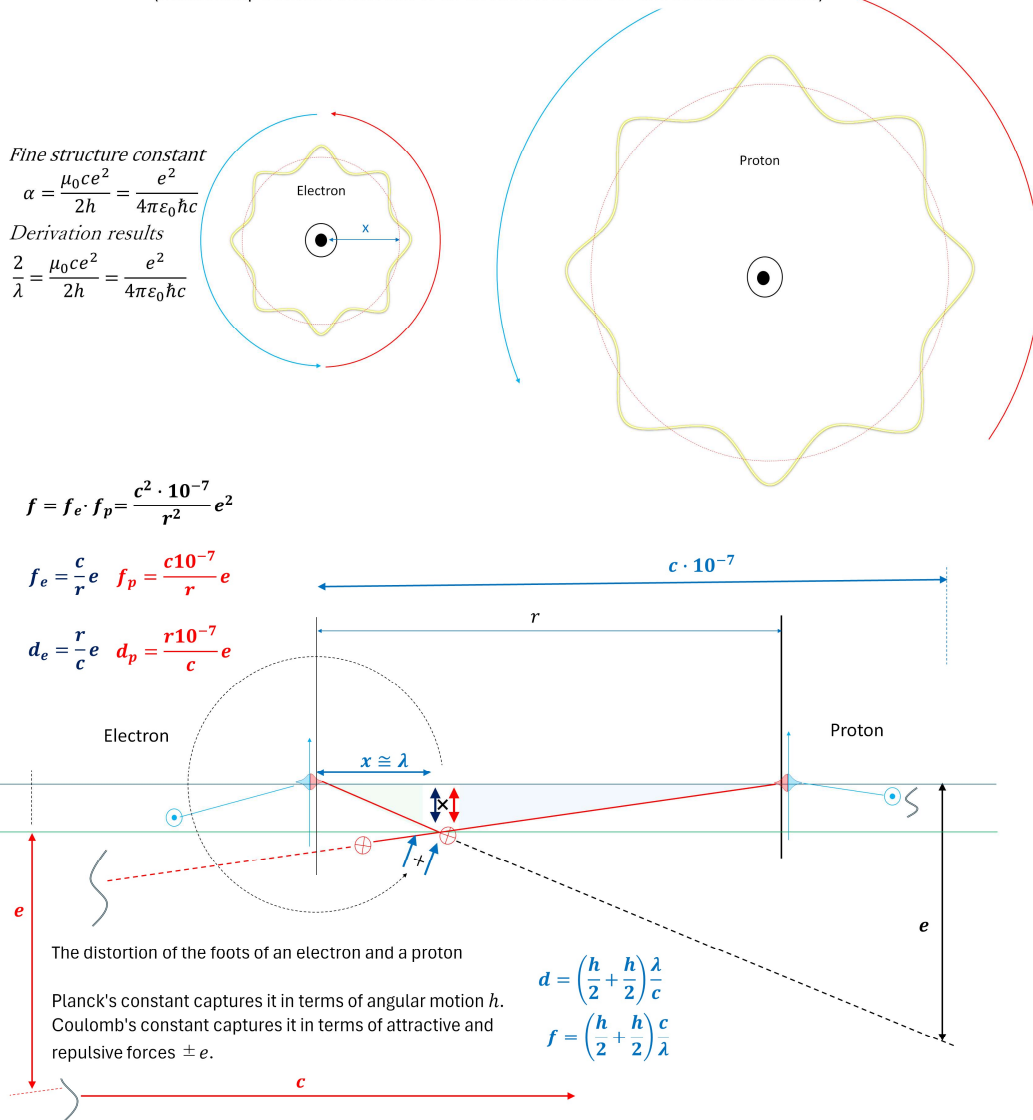 Fine structure constant
α = μ₀ce²/2h = e²/4πε₀ℏc
Derivation results
2/λ = μ₀ce²/2h = e²/4πε₀ℏc
Electron
x
Proton
f = fₑ· fₚ= c² · 10⁻⁷/r² e²
fₑ = c/r e fₚ = c10⁻⁷/r e
dₑ = r/c e dₚ = r10⁻⁷/c e
c · 10⁻⁷
r
Electron
Proton
x ≅ λ
×
+
e
e
The distortion of the foots of an electron and a proton
Planck's constant captures it in terms of angular motion h.
Coulomb's constant captures it in terms of attractive and
repulsive forces ± e.
d = (h/2 + h/2) λ/c
f = (h/2 + h/2) c/λ
c